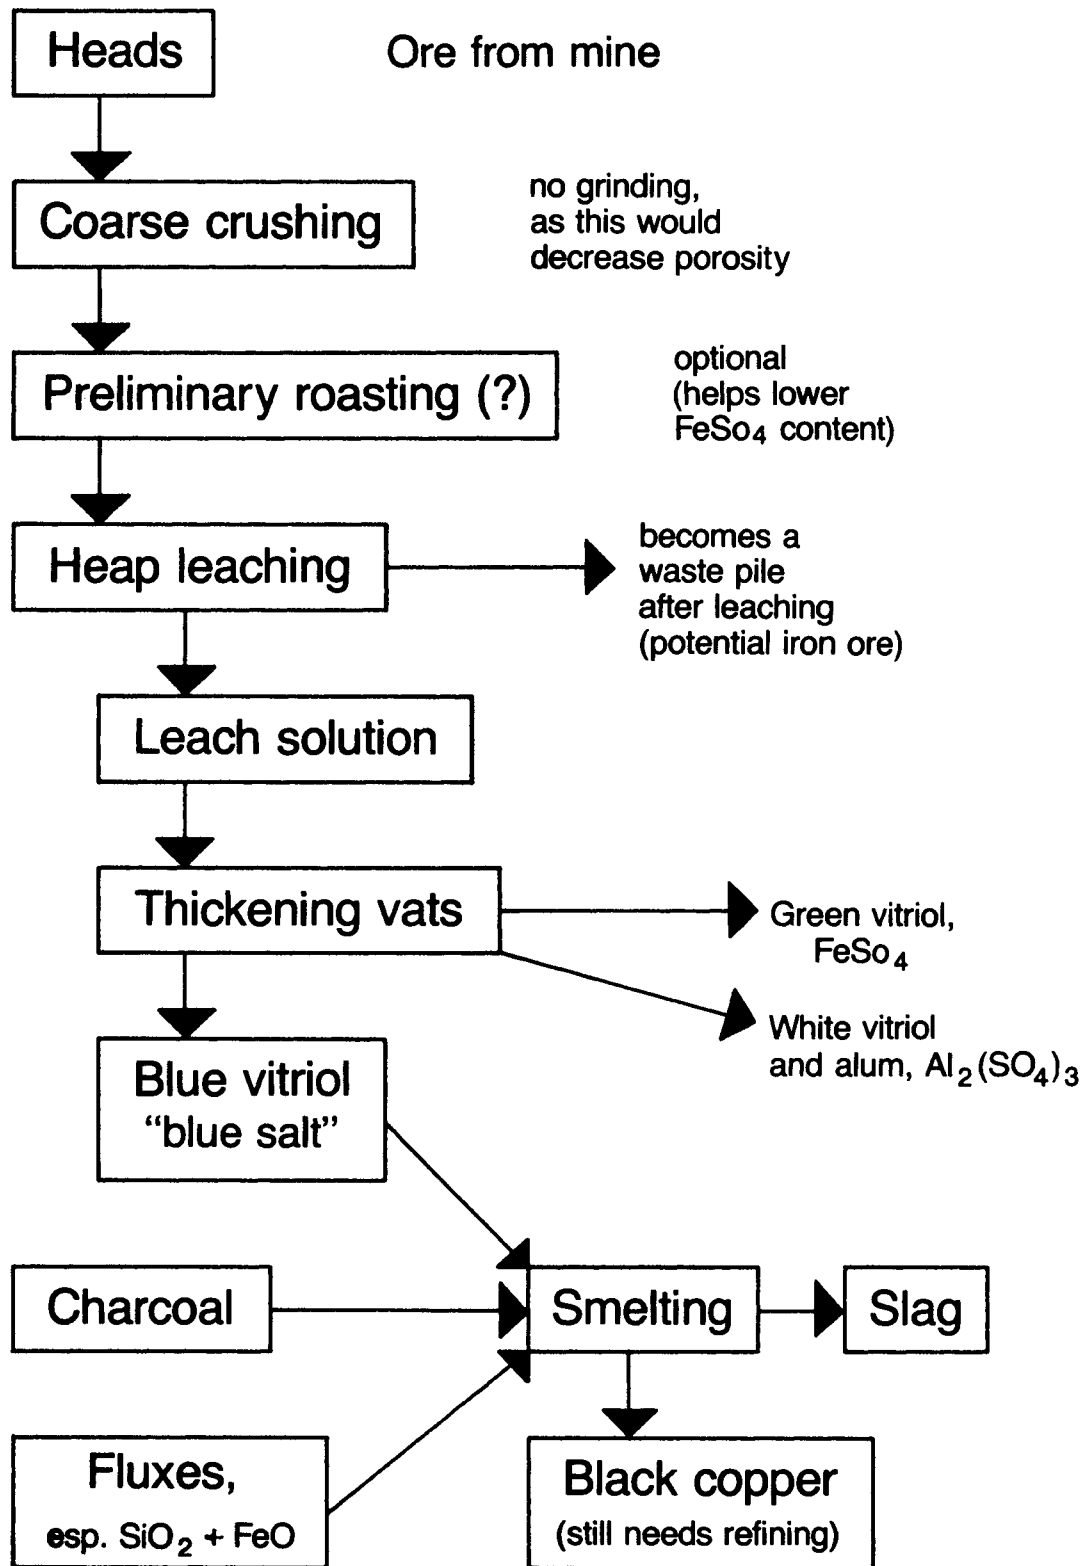 Heads
Ore from mine
Coarse crushing
no grinding,
as this would
decrease porosity
Preliminary roasting (?)
optional
(helps lower
FeSo₄ content)
Heap leaching
becomes a
waste pile
after leaching
(potential iron ore)
Leach solution
Thickening vats
Green vitriol,
FeSo₄
White vitriol
and alum, Al₂(SO₄)₃
Blue vitriol
“blue salt”
Charcoal
Smelting
Slag
Fluxes,
esp. SiO₂ + FeO
Black copper
(still needs refining)